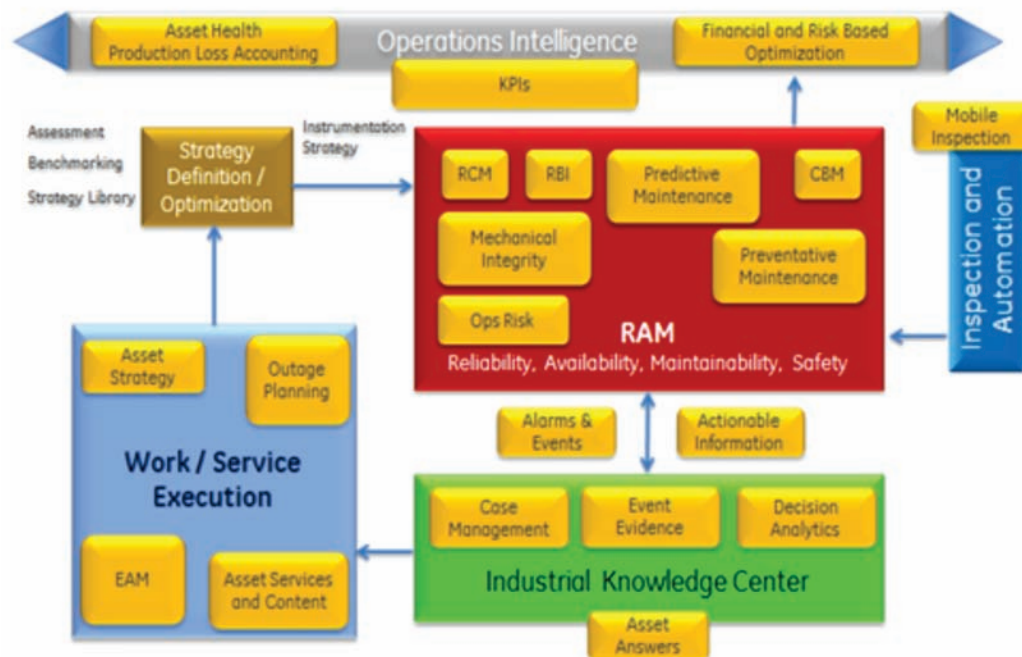 Asset Health
Production Loss Accounting
Operations Intelligence
Financial and Risk Based
Optimization
KPIs
Mobile
Inspection
Assessment
Benchmarking
Strategy Library
Strategy
Definition /
Optimization
Instrumentation
Strategy
RCM
RBI
Predictive
Maintenance
CBM
Mechanical
Integrity
Preventative
Maintenance
Ops Risk
RAM
Reliability, Availability, Maintainability, Safety
Inspection and
Automation
Asset
Strategy
Outage
Planning
Work / Service
Execution
EAM
Asset Services
and Content
Alarms &
Events
Actionable
Information
Case
Management
Event
Evidence
Decision
Analytics
Industrial Knowledge Center
Asset
Answers